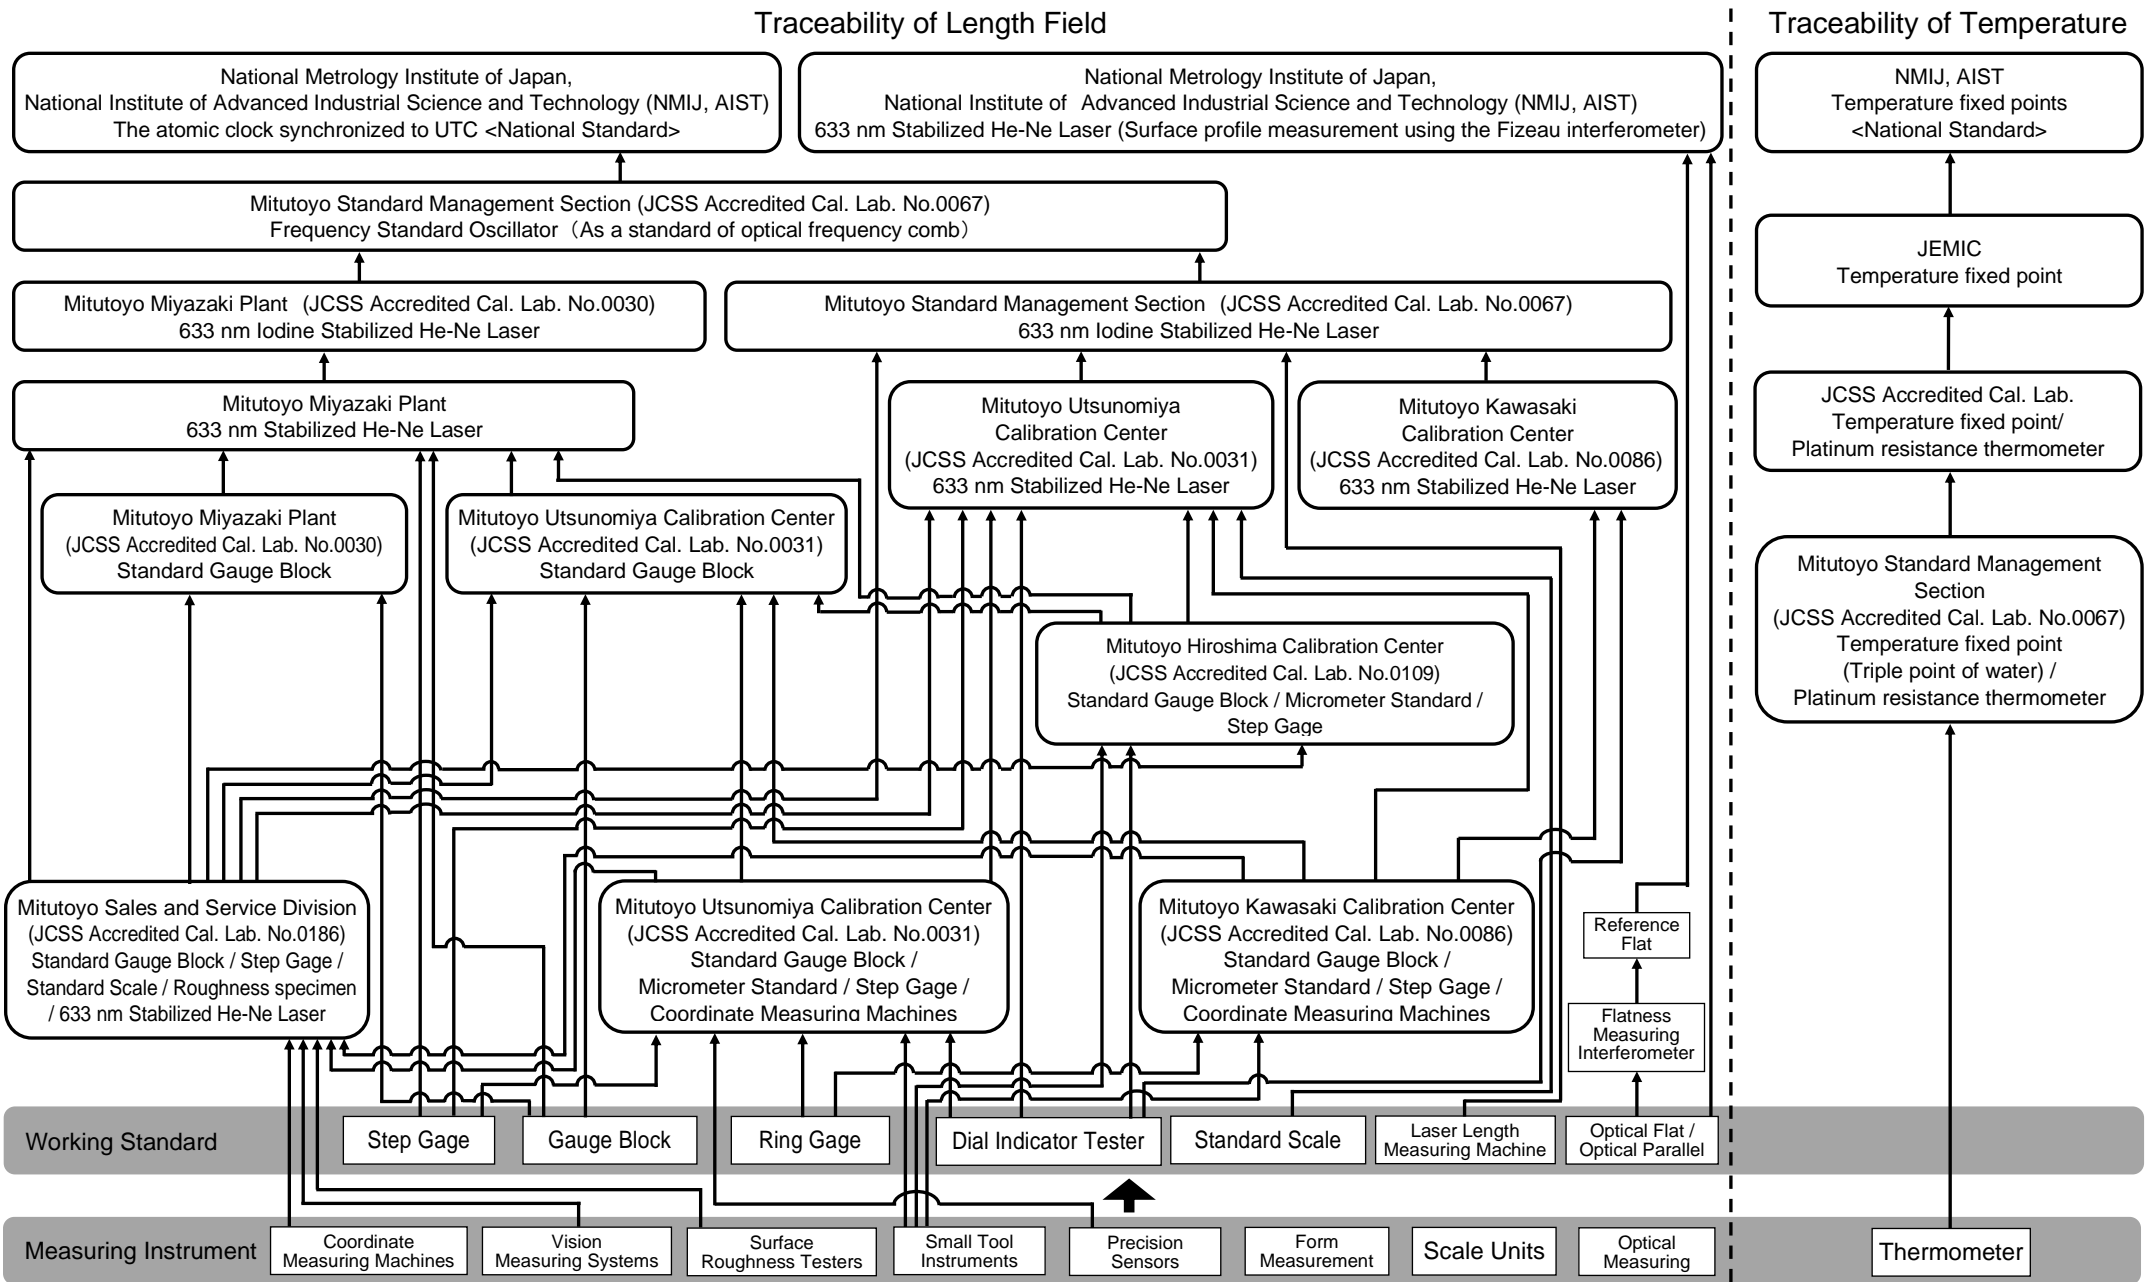 Traceability of Length Field
Traceability of Temperature
National Metrology Institute of Japan,
National Institute of Advanced Industrial Science and Technology (NMIJ, AIST)
The atomic clock synchronized to UTC <National Standard>
National Metrology Institute of Japan,
National Institute of Advanced Industrial Science and Technology (NMIJ, AIST)
633 nm Stabilized He-Ne Laser (Surface profile measurement using the Fizeau interferometer)
NMIJ, AIST
Temperature fixed points
<National Standard>
Mitutoyo Standard Management Section (JCSS Accredited Cal. Lab. No.0067)
Frequency Standard Oscillator（As a standard of optical frequency comb）
JEMIC
Temperature fixed point
Mitutoyo Miyazaki Plant (JCSS Accredited Cal. Lab. No.0030)
633 nm Iodine Stabilized He-Ne Laser
Mitutoyo Standard Management Section (JCSS Accredited Cal. Lab. No.0067)
633 nm Iodine Stabilized He-Ne Laser
Mitutoyo Miyazaki Plant
633 nm Stabilized He-Ne Laser
Mitutoyo Utsunomiya
Calibration Center
(JCSS Accredited Cal. Lab. No.0031)
633 nm Stabilized He-Ne Laser
Mitutoyo Kawasaki
Calibration Center
(JCSS Accredited Cal. Lab. No.0086)
633 nm Stabilized He-Ne Laser
JCSS Accredited Cal. Lab.
Temperature fixed point/
Platinum resistance thermometer
Mitutoyo Miyazaki Plant
(JCSS Accredited Cal. Lab. No.0030)
Standard Gauge Block
Mitutoyo Utsunomiya Calibration Center
(JCSS Accredited Cal. Lab. No.0031)
Standard Gauge Block
Mitutoyo Standard Management
Section
(JCSS Accredited Cal. Lab. No.0067)
Temperature fixed point
(Triple point of water) /
Platinum resistance thermometer
Mitutoyo Hiroshima Calibration Center
(JCSS Accredited Cal. Lab. No.0109)
Standard Gauge Block / Micrometer Standard /
Step Gage
Mitutoyo Sales and Service Division
(JCSS Accredited Cal. Lab. No.0186)
Standard Gauge Block / Step Gage /
Standard Scale / Roughness specimen
/ 633 nm Stabilized He-Ne Laser
Mitutoyo Utsunomiya Calibration Center
(JCSS Accredited Cal. Lab. No.0031)
Standard Gauge Block /
Micrometer Standard / Step Gage /
Coordinate Measuring Machines
Mitutoyo Kawasaki Calibration Center
(JCSS Accredited Cal. Lab. No.0086)
Standard Gauge Block /
Micrometer Standard / Step Gage /
Coordinate Measuring Machines
Reference
Flat
Flatness
Measuring
Interferometer
Working Standard
Step Gage
Gauge Block
Ring Gage
Dial Indicator Tester
Standard Scale
Laser Length
Measuring Machine
Optical Flat /
Optical Parallel
Measuring Instrument
Coordinate
Measuring Machines
Vision
Measuring Systems
Surface
Roughness Testers
Small Tool
Instruments
Precision
Sensors
Form
Measurement
Scale Units
Optical
Measuring
Thermometer